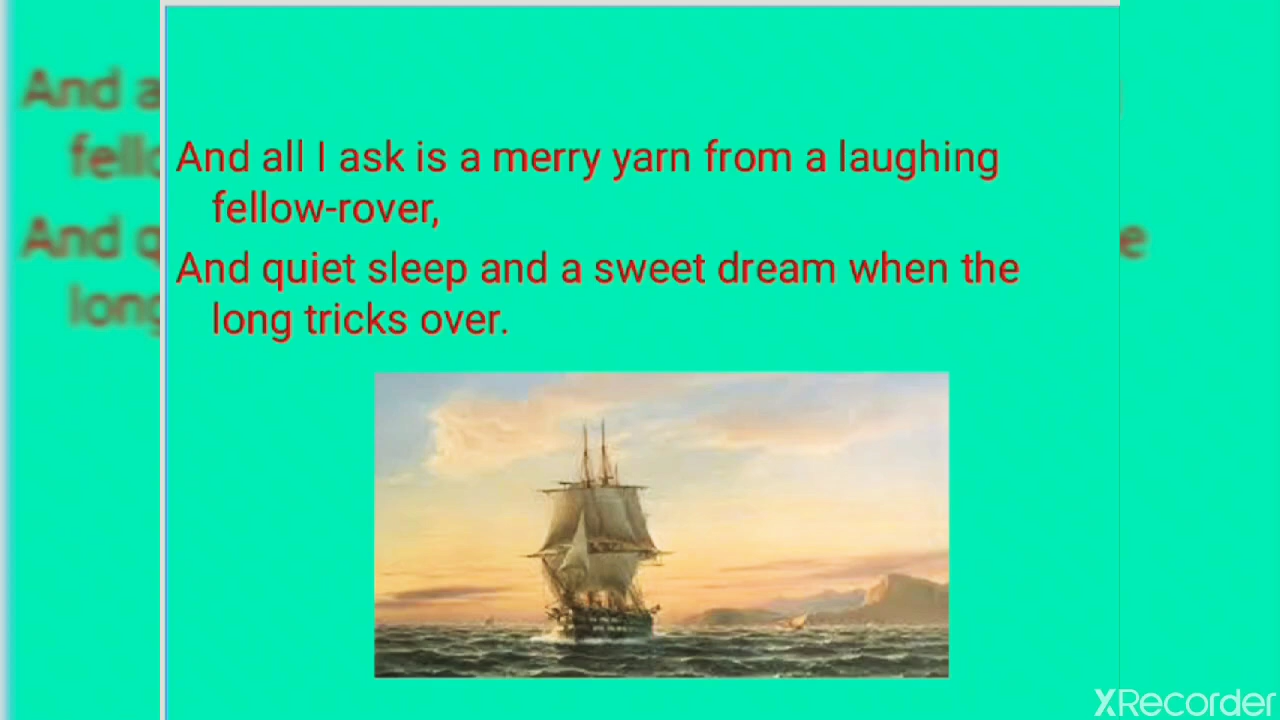 And all I ask is a merry yarn from a laughing
fellow-rover,
And quiet sleep and a sweet dream when the
long tricks over.
XRecorder